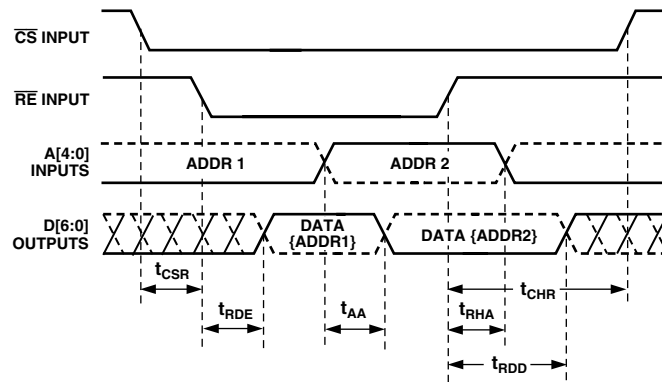 CS INPUT
RE INPUT
A[4:0]
INPUTS
ADDR 1
ADDR 2
D[6:0]
OUTPUTS
DATA
{ADDR1}
DATA {ADDR2}
tCSR
tRDE
tAA
tRHA
tCHR
tRDD